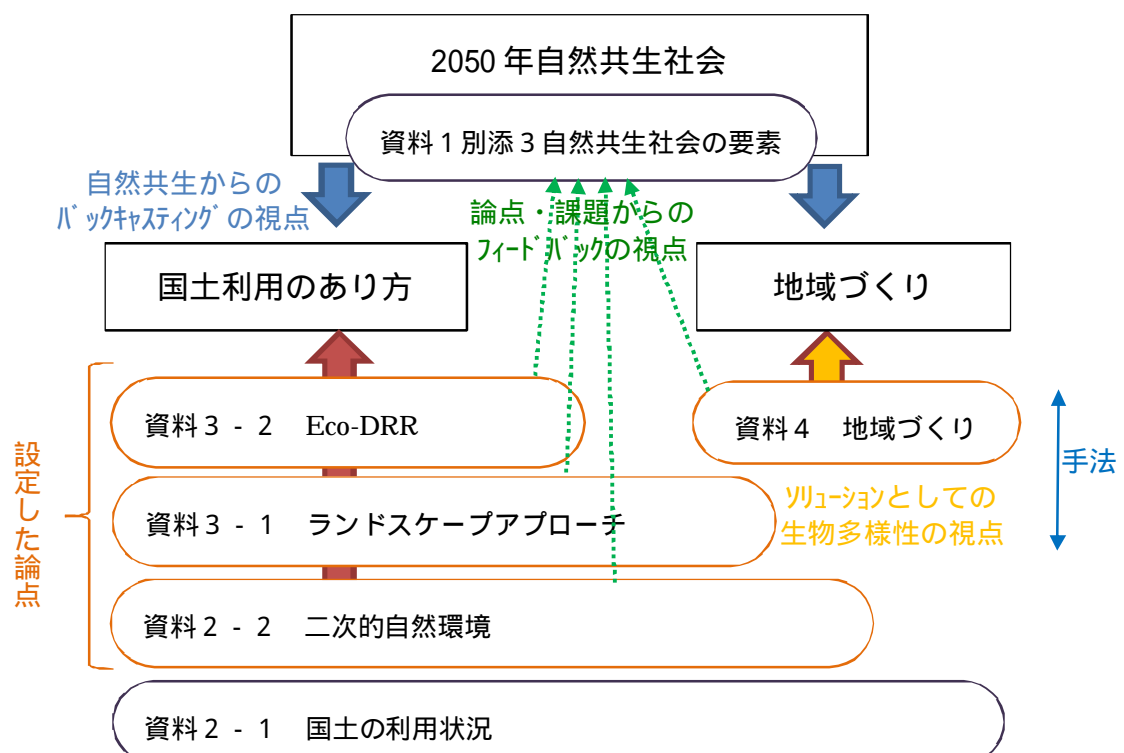 2050 年自然共生社会
資料１別添３自然共生社会の要素
自然共生からの
ﾊﾞｯｸｷｬｽﾃｨﾝｸﾞの視点
論点・課題からの
ﾌｨｰﾄﾞﾊﾞｯｸの視点
国土利用のあり方
地域づくり
資料３‐２　Eco-DRR
資料４　地域づくり
手法
設定した論点
資料３‐１　ランドスケープアプローチ
ｿﾘｭｰｼｮﾝとしての
生物多様性の視点
資料２‐２　二次的自然環境
資料２‐１　国土の利用状況